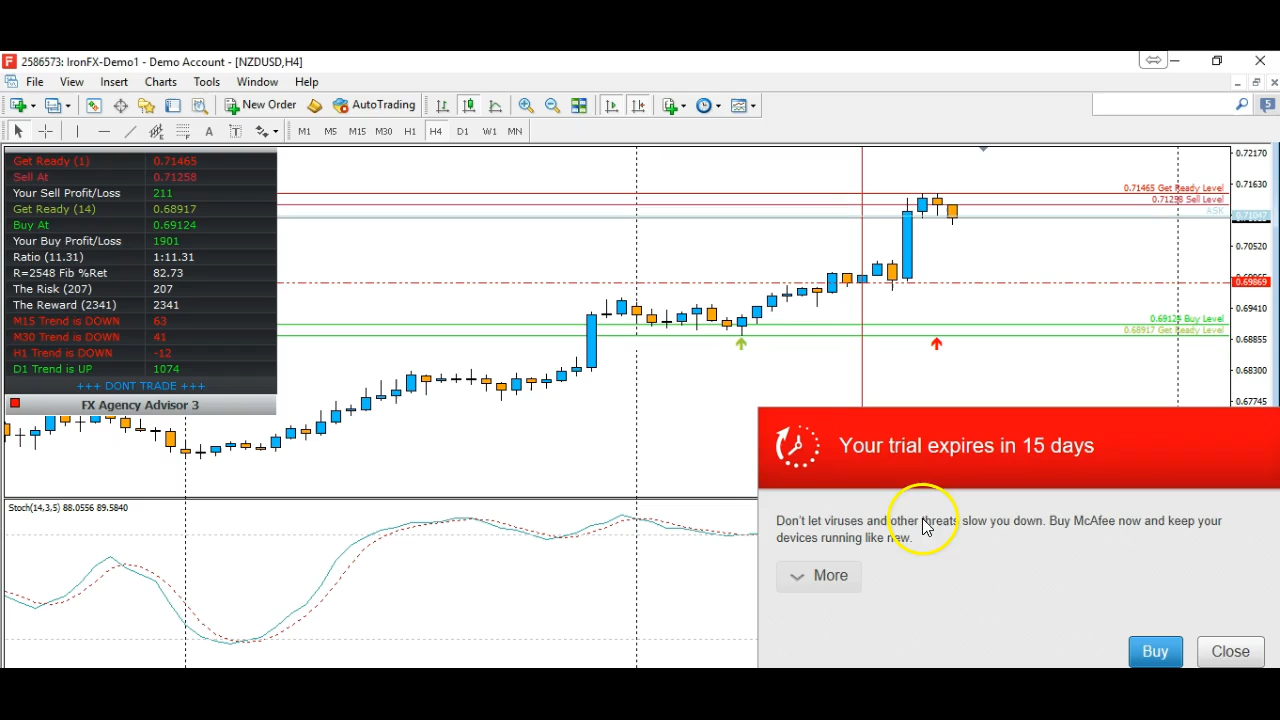 2586573: IronFX-Demo1 - Demo Account - [NZDUSD,H4]
File View Insert Charts Tools Window Help
New Order AutoTrading 5
A T M1 M5 M15 M30 H1 H4 D1 W1 MN
Get Ready (1) 0.71465
Sell At 0.71258
Your Sell Profit/Loss 211
Get Ready (14) 0.68917
Buy At 0.69124
Your Buy Profit/Loss 1901
Ratio (11.31) 1:11.31
R=2548 Fib %Ret 82.73
The Risk (207) 207
The Reward (2341) 2341
M15 Trend is DOWN 63
M30 Trend is DOWN 41
H1 Trend is DOWN -12
D1 Trend is UP 1074
+++ DONT TRADE +++
FX Agency Advisor 3
0.71465 Get Ready Level
0.71258 Sell Level
ASK
0.69124 Buy Level
0.68917 Get Ready Level
0.72170
0.71630
0.70520
0.69869
0.69410
0.68855
0.68300
0.67745
Stoch(14,3,5) 88.0556 89.5840
Your trial expires in 15 days
Don't let viruses and other threats slow you down. Buy McAfee now and keep your
devices running like new.
More
Buy Close